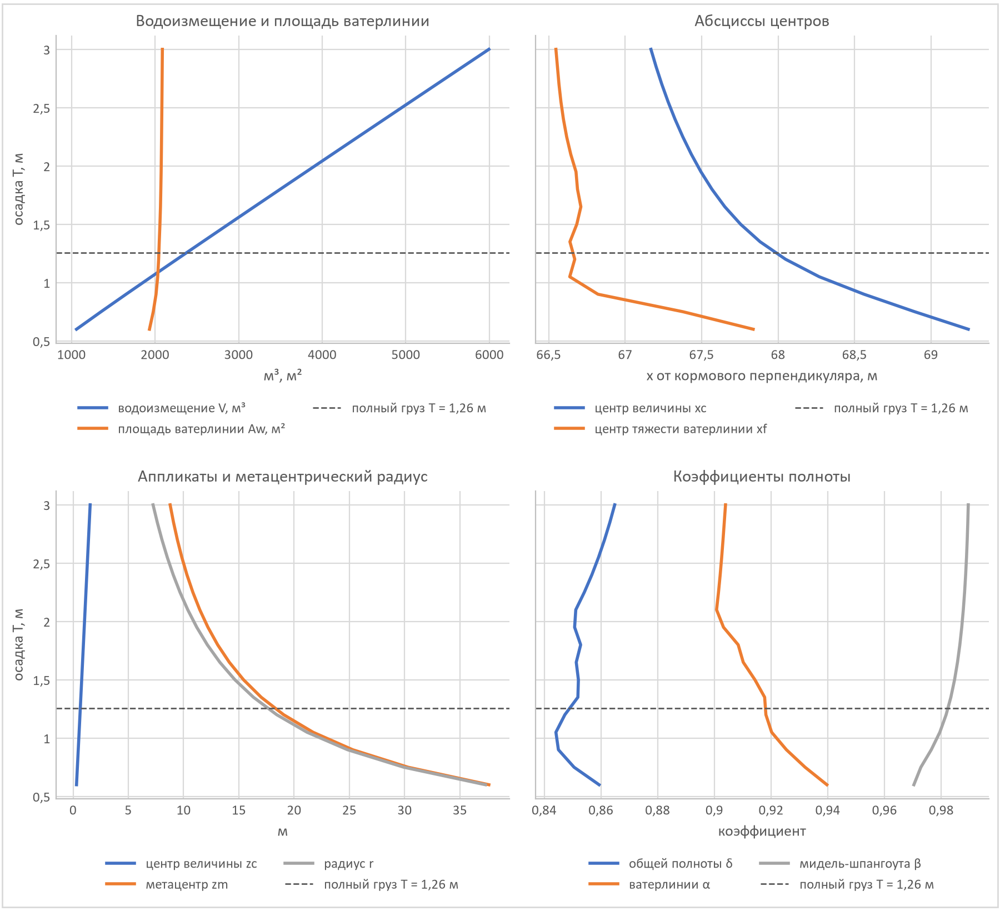 Водоизмещение и площадь ватерлинии
осадка T, м
3
2,5
2
1,5
1
0,5
1000 2000 3000 4000 5000 6000
м³, м²
водоизмещение V, м³
полный груз T = 1,26 м
площадь ватерлинии Aw, м²
Абсциссы центров
66,5 67 67,5 68 68,5 69
x от кормового перпендикуляра, м
центр величины xc
полный груз T = 1,26 м
центр тяжести ватерлинии xf
Аппликаты и метацентрический радиус
осадка T, м
3
2,5
2
1,5
1
0,5
0 5 10 15 20 25 30 35
м
центр величины zc
радиус r
метацентр zm
полный груз T = 1,26 м
Коэффициенты полноты
0,84 0,86 0,88 0,9 0,92 0,94 0,96 0,98
коэффициент
общей полноты δ
мидель-шпангоута β
ватерлинии α
полный груз T = 1,26 м